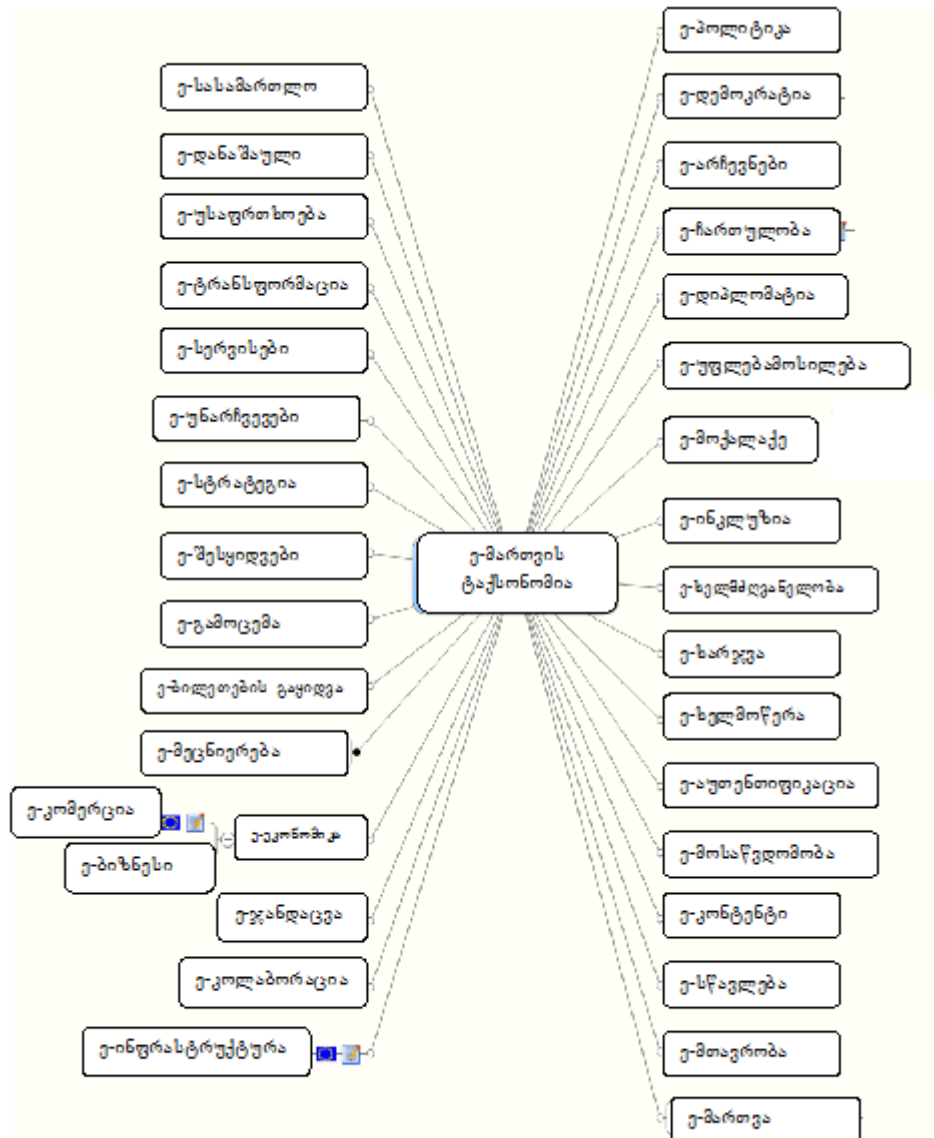 ე-პოლიტიკა
ე-სასამართლო
ე-დემოკრატია
ე-დანაშაული
ე-არჩევნები
ე-უსაფრთხოება
ე-ჩართულობა
ე-ტრანსფორმაცია
ე-დიპლომატია
ე-სერვისები
ე-უფლებამოსილება
ე-უნარჩვევები
ე-მოქალაქე
ე-სტრატეგია
ე-ინკლუზია
ე-შესყიდვები
ე-მართვის
ტაქსონომია
ე-ხელმძღვანელობა
ე-გამოცემა
ე-ხარჯვა
ე-ბილეთების გაყიდვა
ე-ხელმოწერა
ე-მეცნიერება
ე-აუთენთიფიკაცია
ე-კომერცია
ე-ეკონომიკა
ე-მოსაწვდომობა
ე-ბიზნესი
ე-ჯანდაცვა
ე-კონტენტი
ე-კოლაბორაცია
ე-სწავლება
ე-ინფრასტრუქტურა
ე-მთავრობა
ე-მართვა